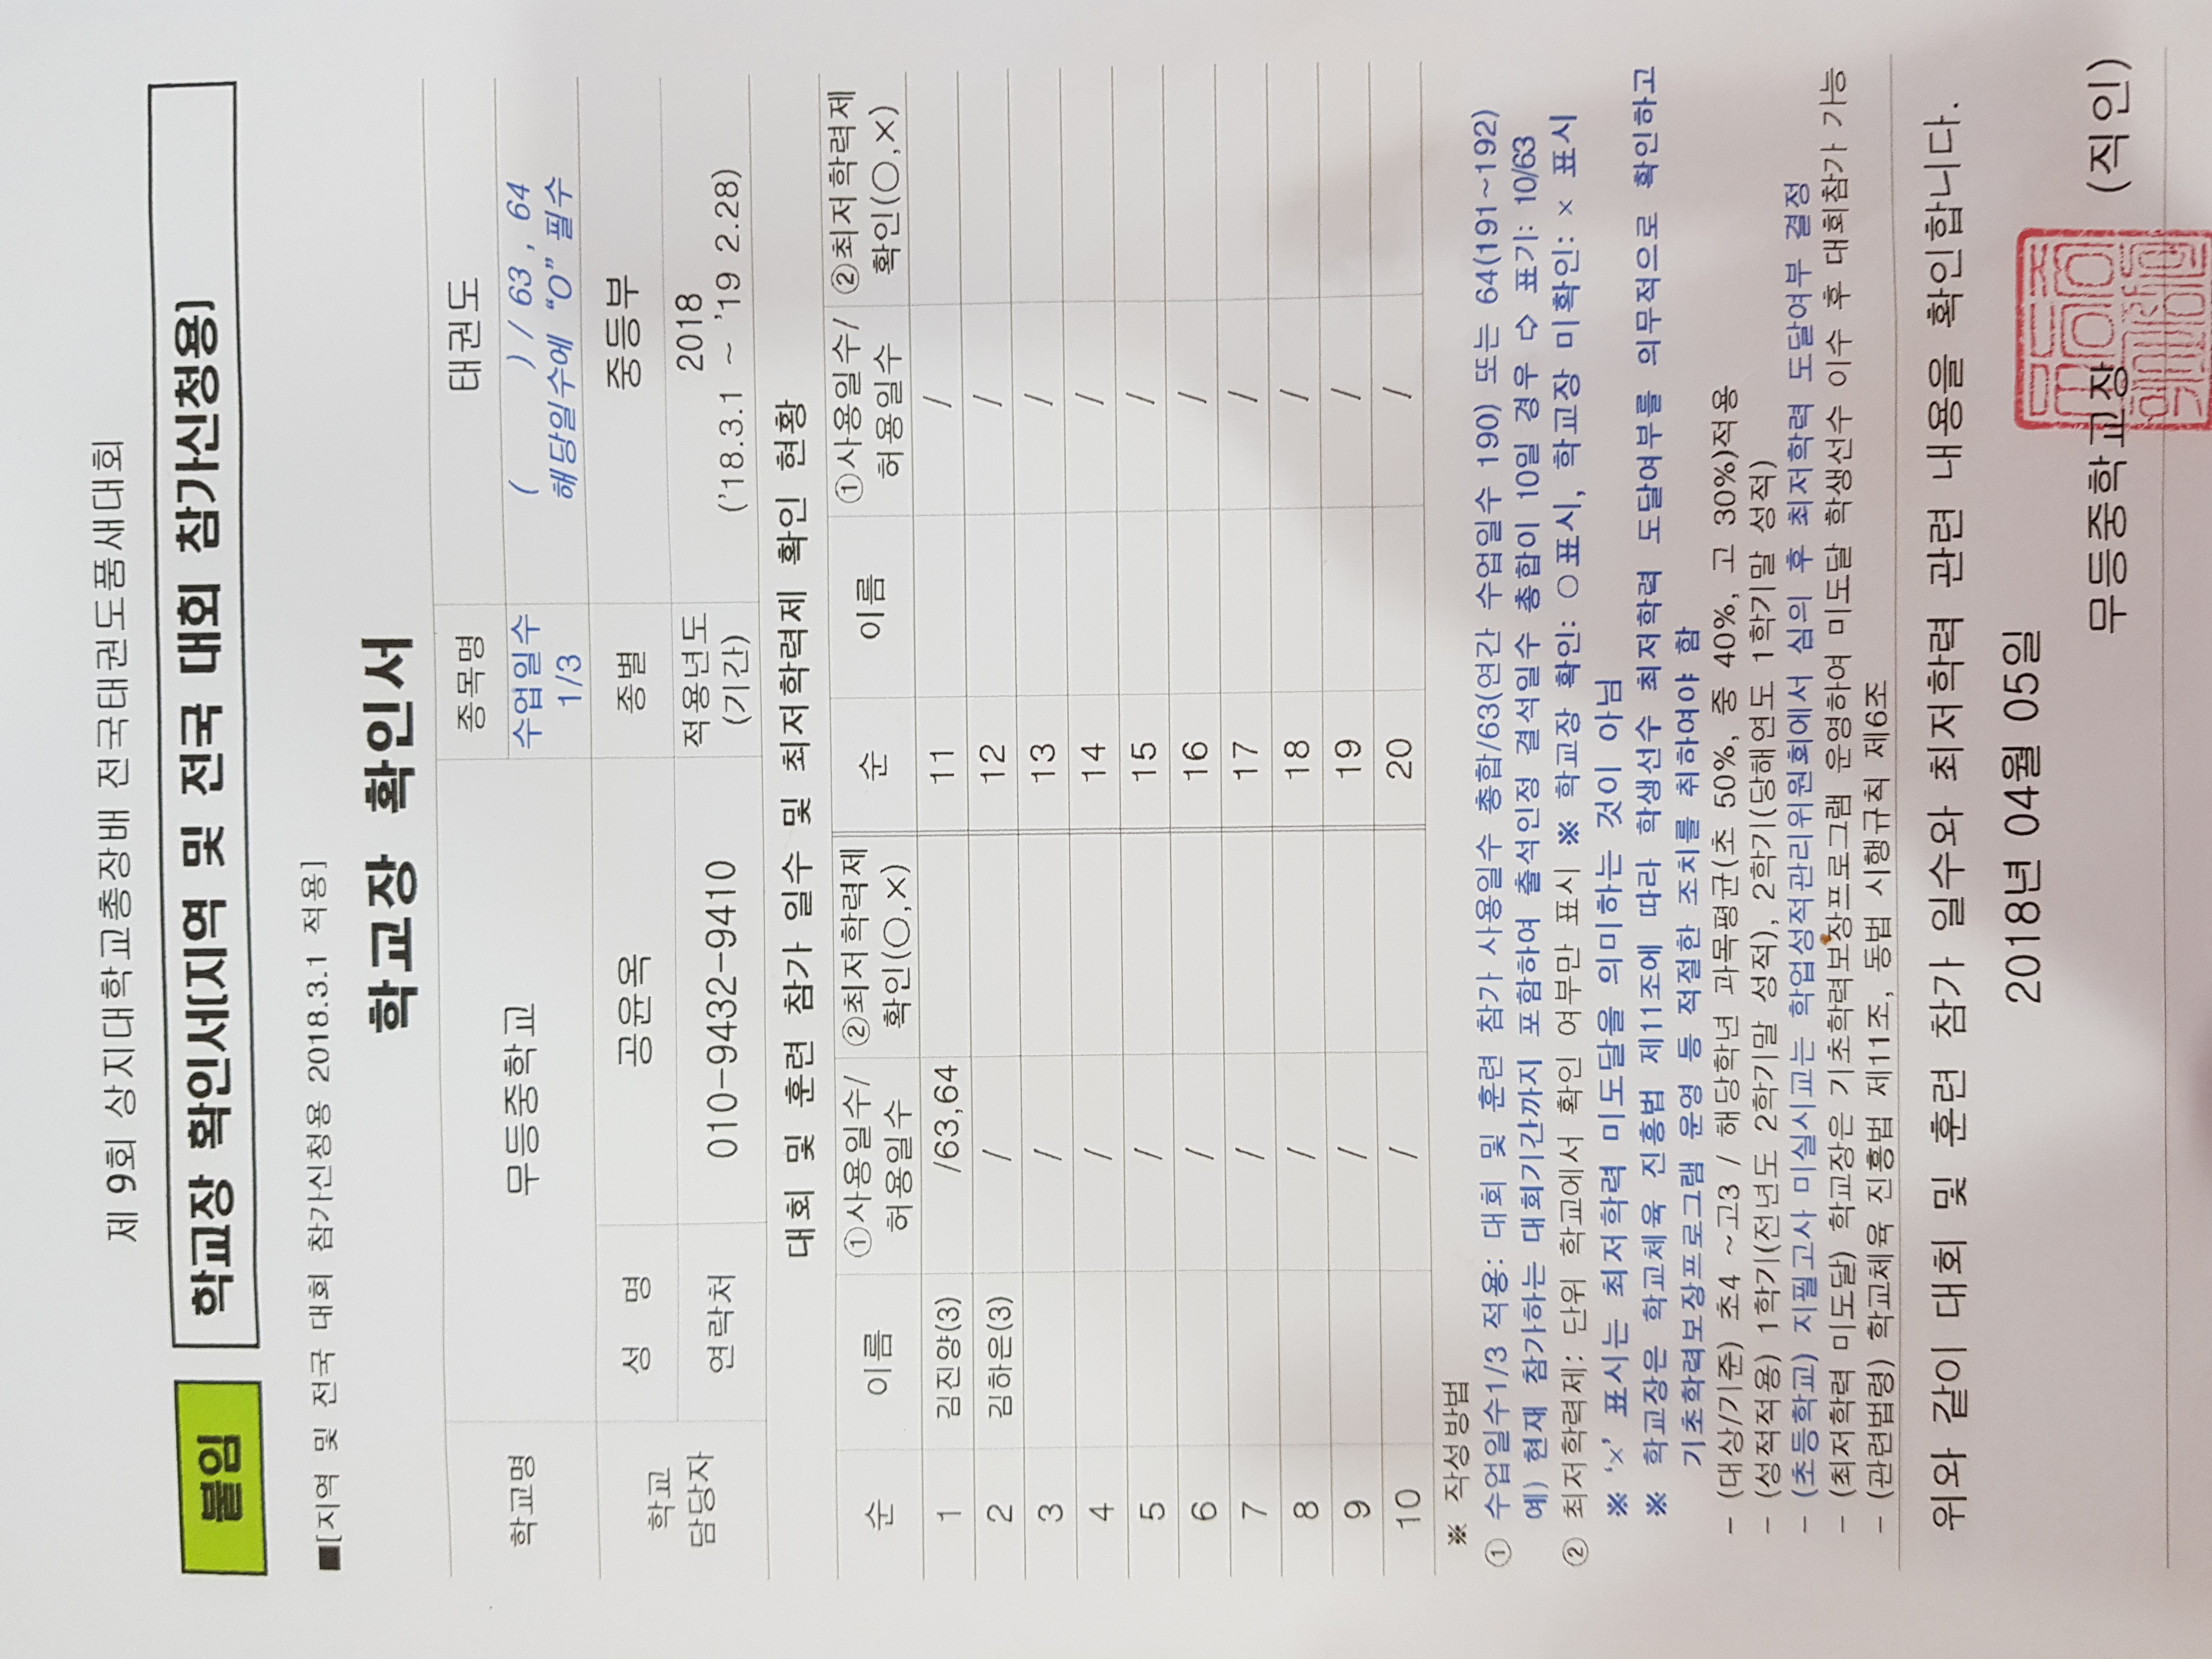 제 9회 상지대학교총장배 전국태권도품새대회
붙임
학교장 확인서[지역 및 전국 대회 참가신청용]
■[지역 및 전국 대회 참가신청용 2018.3.1 적용]
학교장 확인서
학교명 무등중학교 종목명 태권도
수업일수 1/3 ( ) / 63 , 64
해당일수에 “O” 필수
학교 담당자 성 명 공윤옥 종별 중등부
연락처 010-9432-9410 적용년도 (기간) 2018
('18.3.1 ~ '19 2.28)
대회 및 훈련 참가 일수 및 최저학력제 확인 현황
순 이름 ①사용일수/허용일수 ②최저학력제 확인(○,×) 순 이름 ①사용일수/허용일수 ②최저학력제 확인(○,×)
1 김진양(3) /63,64 11 /
2 김하은(3) / 12 /
3 / 13 /
4 / 14 /
5 / 15 /
6 / 16 /
7 / 17 /
8 / 18 /
9 / 19 /
10 / 20 /
※ 작성방법
① 수업일수1/3 적용: 대회 및 훈련 참가 사용일수 총합/63(연간 수업일수 190) 또는 64(191~192)
예) 현재 참가하는 대회기간까지 포함하여 출석인정 결석일수 총합이 10일 경우 ⇨ 표기: 10/63
② 최저학력제: 단위 학교에서 확인 여부만 표시 ※ 학교장 확인: ○표시, 학교장 미확인: × 표시
※ ‘×’ 표시는 최저학력 미도달을 의미하는 것이 아님
※ 학교장은 학교체육 진흥법 제11조에 따라 학생선수 최저학력 도달여부를 의무적으로 확인하고
기초학력보장프로그램 운영 등 적절한 조치를 취하여야 함
- (대상/기준) 초4 ~고3 / 해당학년 과목평균(초 50%, 중 40%, 고 30%)적용
- (성적적용) 1학기(전년도 2학기말 성적), 2학기(당해연도 1학기말 성적)
- (초등학교) 지필고사 미실시교는 학업성적관리위원회에서 심의 후 최저학력 도달여부 결정
- (최저학력 미도달) 학교장은 기초학력보장프로그램 운영하여 미도달 학생선수 이수 후 대회참가 가능
- (관련법령) 학교체육 진흥법 제11조, 동법 시행규칙 제6조
위와 같이 대회 및 훈련 참가 일수와 최저학력 관련 내용을 확인합니다.
2018년 04월 05일
무등중학교장 (직인)